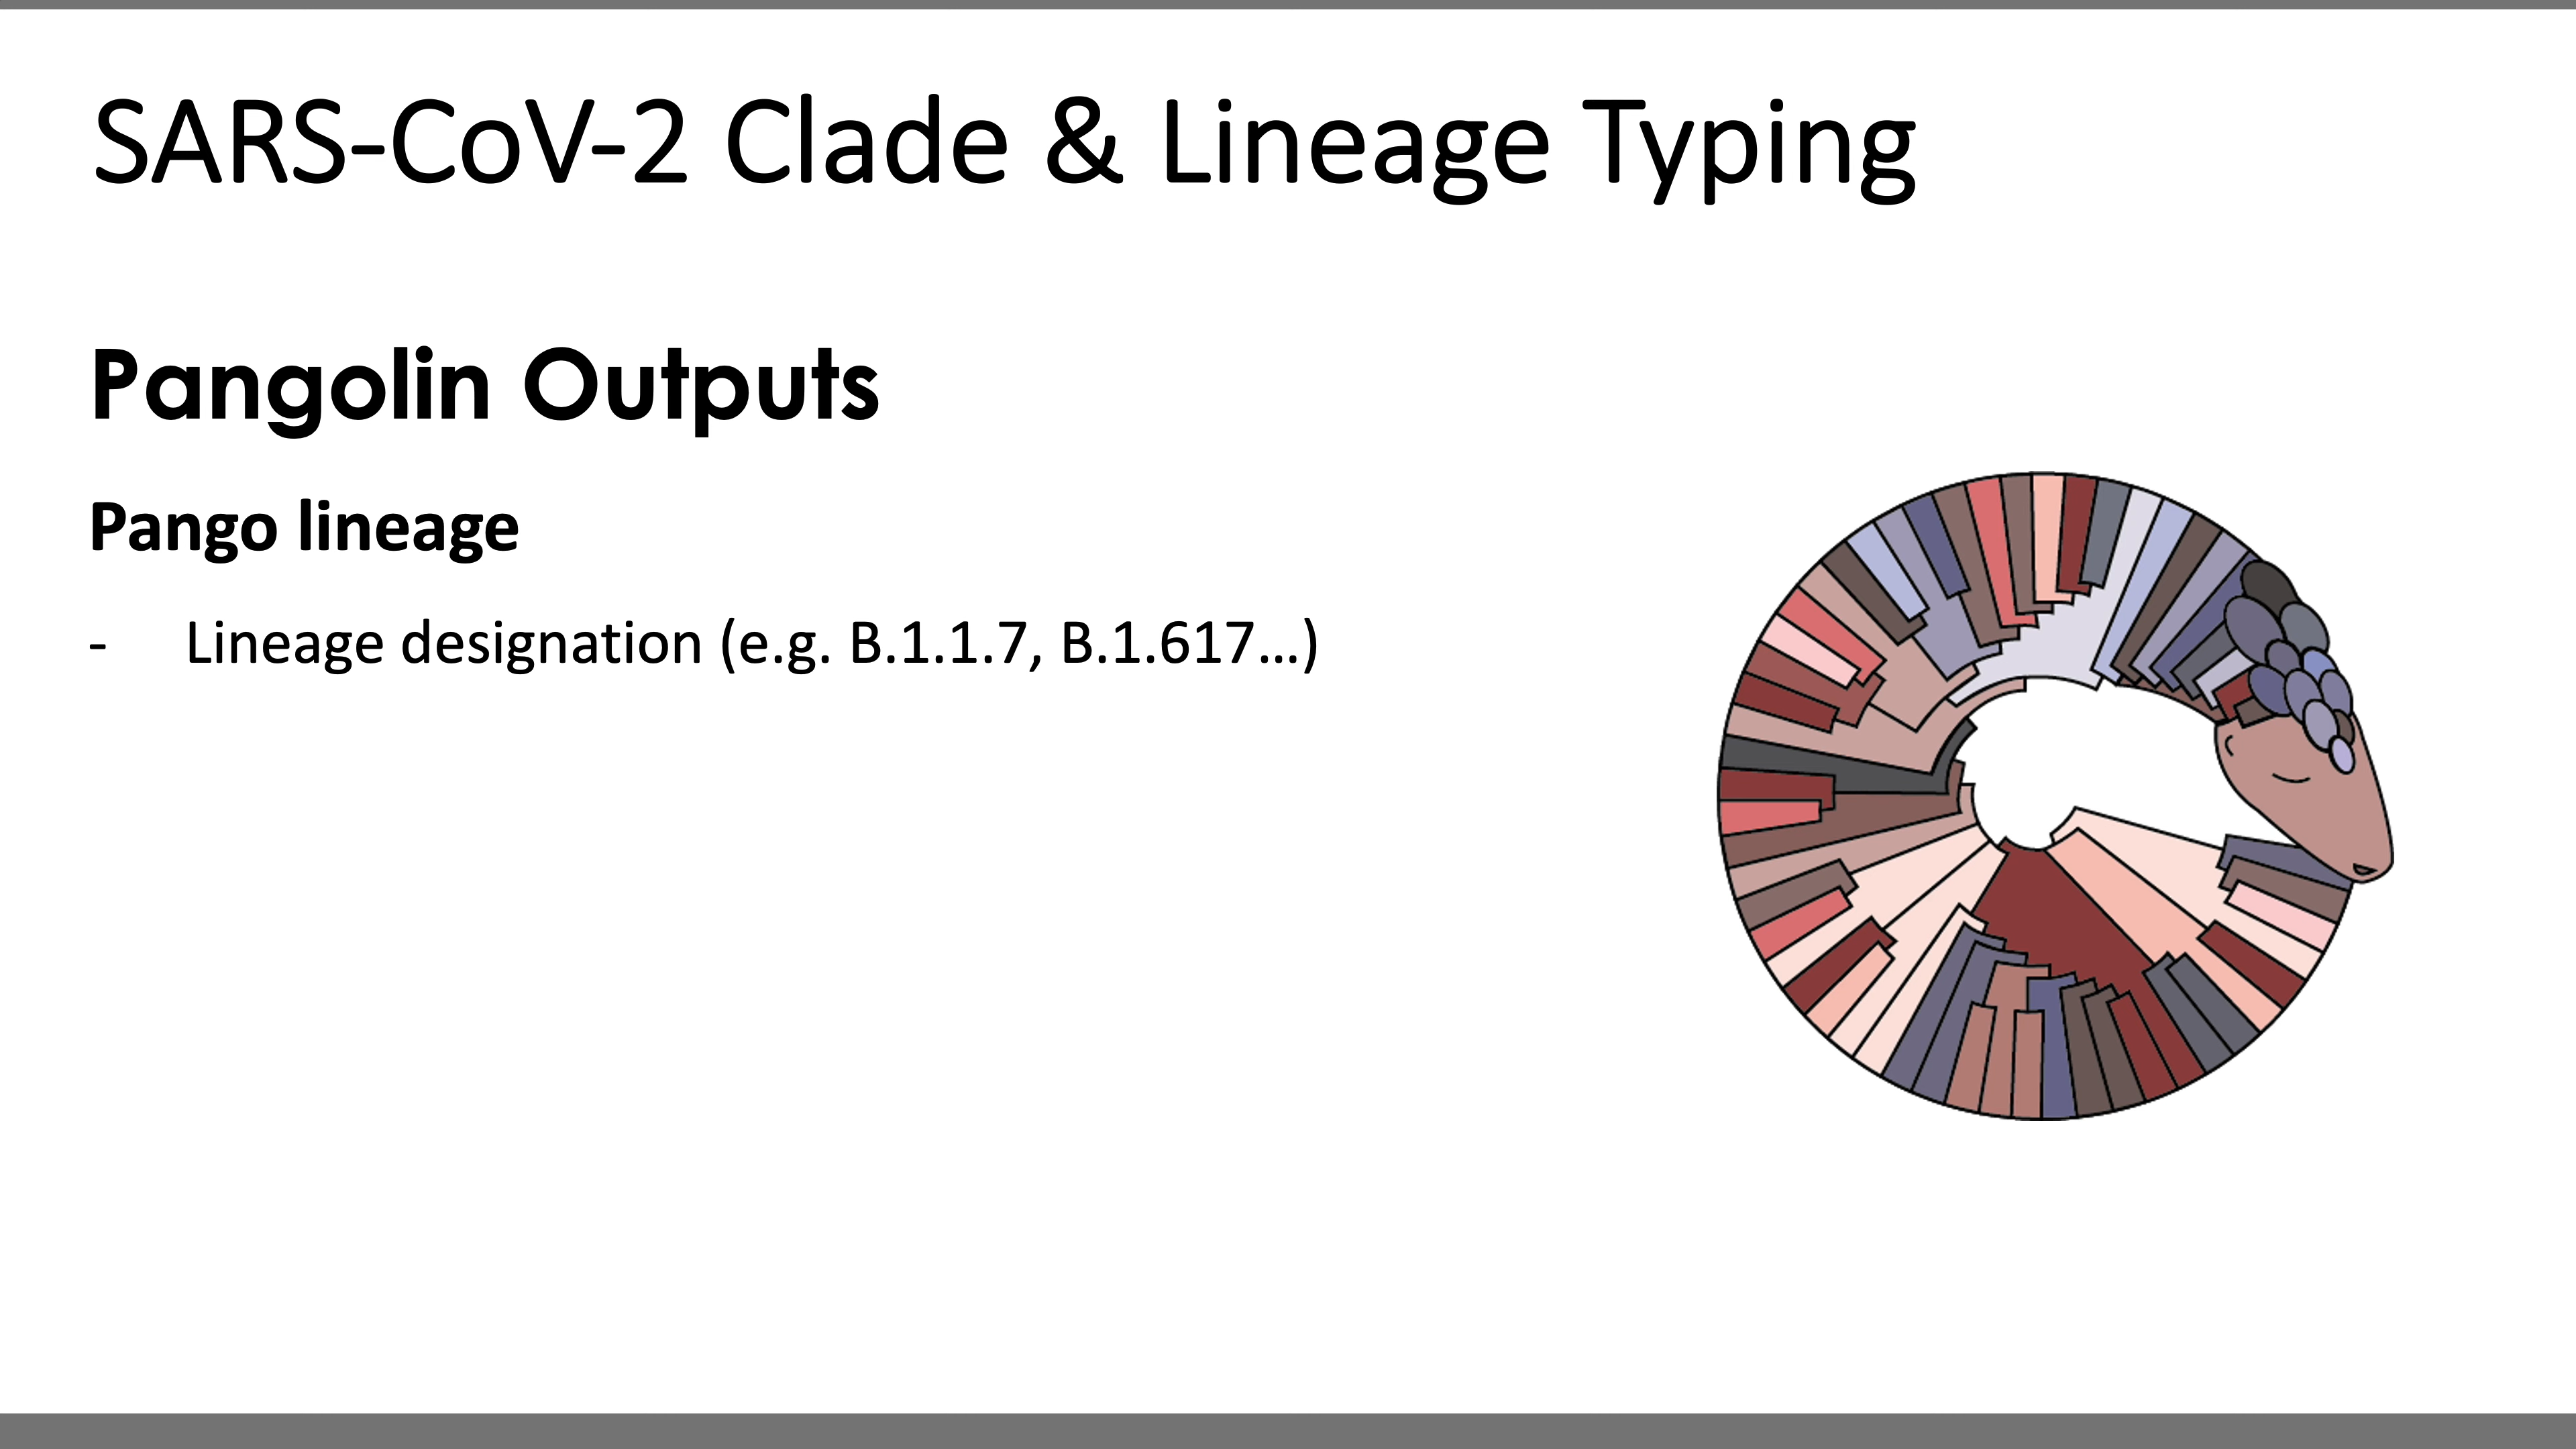 SARS-CoV-2 Clade & Lineage Typing
Pangolin Outputs
Pango lineage
- Lineage designation (e.g. B.1.1.7, B.1.617...)